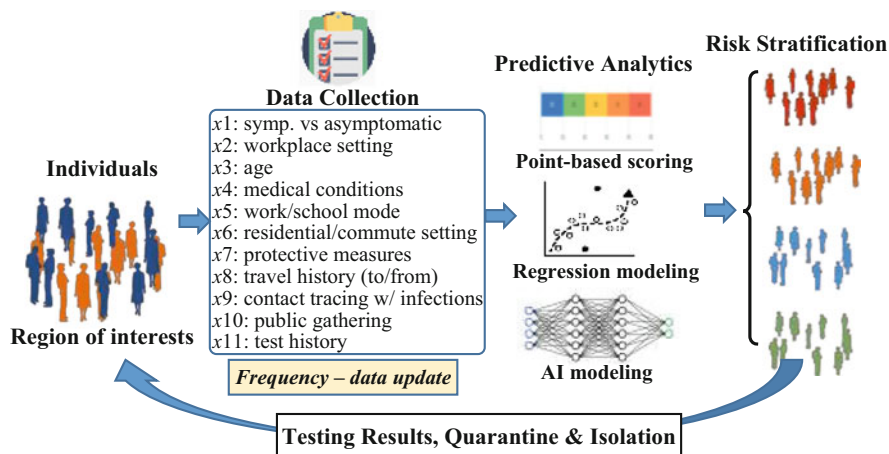 Individuals
Region of interests
Data Collection
x1: symp. vs asymptomatic
x2: workplace setting
x3: age
x4: medical conditions
x5: work/school mode
x6: residential/commute setting
x7: protective measures
x8: travel history (to/from)
x9: contact tracing w/ infections
x10: public gathering
x11: test history
Frequency – data update
Predictive Analytics
Point-based scoring
Regression modeling
AI modeling
Risk Stratification
Testing Results, Quarantine & Isolation